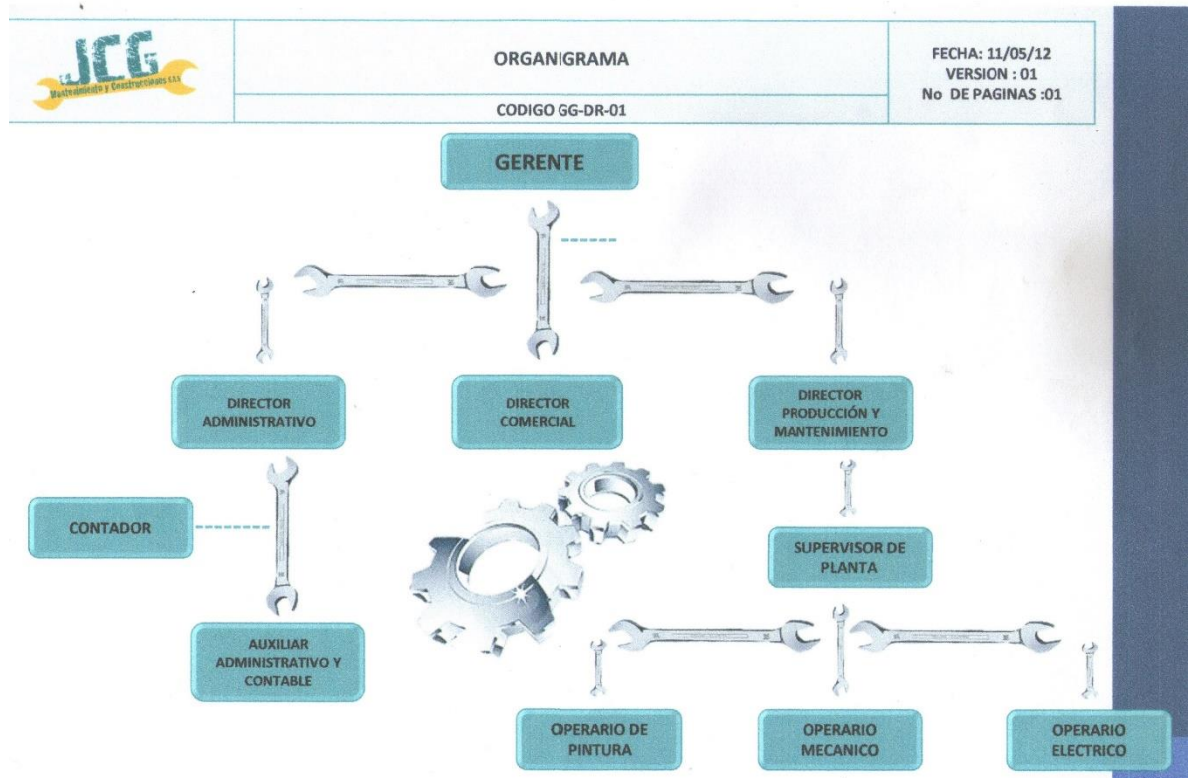 JCG
Mantenimiento y Construcciones SAS
ORGANIGRAMA
CODIGO GG-DR-01
FECHA: 11/05/12
VERSION : 01
No DE PAGINAS :01
GERENTE
DIRECTOR
ADMINISTRATIVO
DIRECTOR
COMERCIAL
DIRECTOR
PRODUCCIÓN Y
MANTENIMIENTO
CONTADOR
SUPERVISOR DE
PLANTA
AUXILIAR
ADMINISTRATIVO Y
CONTABLE
OPERARIO DE
PINTURA
OPERARIO
MECANICO
OPERARIO
ELECTRICO